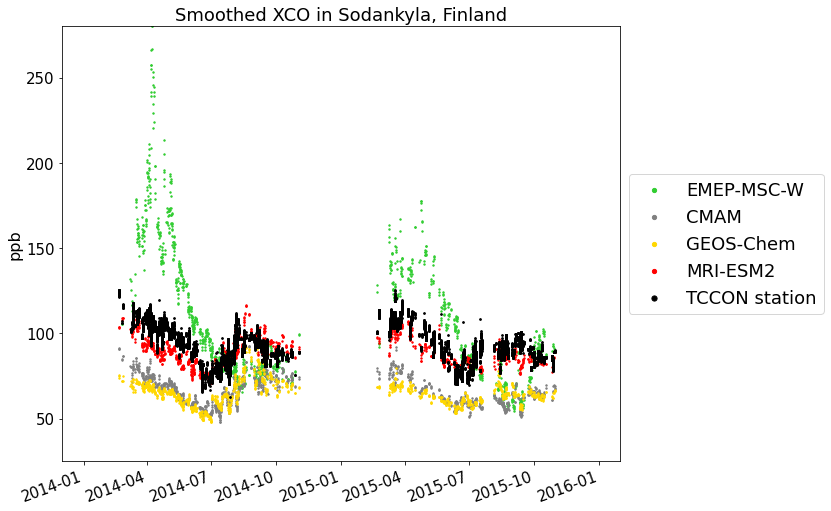 Smoothed XCO in Sodankyla, Finland
ppb
250
200
150
100
50
2014-01
2014-04
2014-07
2014-10
2015-01
2015-04
2015-07
2015-10
2016-01
EMEP-MSC-W
CMAM
GEOS-Chem
MRI-ESM2
TCCON station